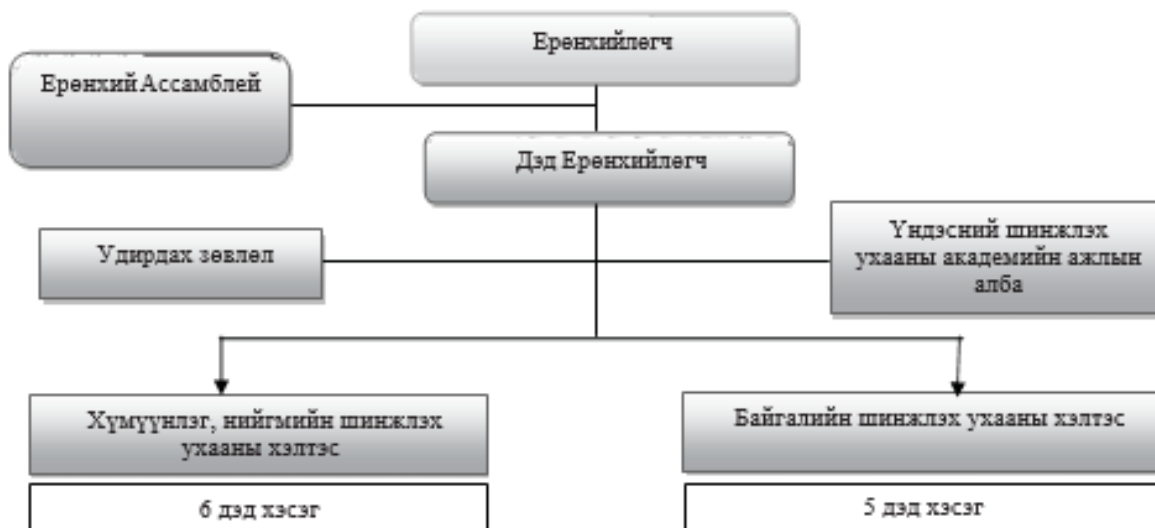 Ерөнхийлөгч
Ерөнхий Ассамблей
Дэд Ерөнхийлөгч
Удирдах зөвлөл
Үндэсний шинжлэх
ухааны академийн ажлын
алба
Хүмүүнлэг, нийгмийн шинжлэх
ухааны хэлтэс
Байгалийн шинжлэх ухааны хэлтэс
6 дэд хэсэг
5 дэд хэсэг